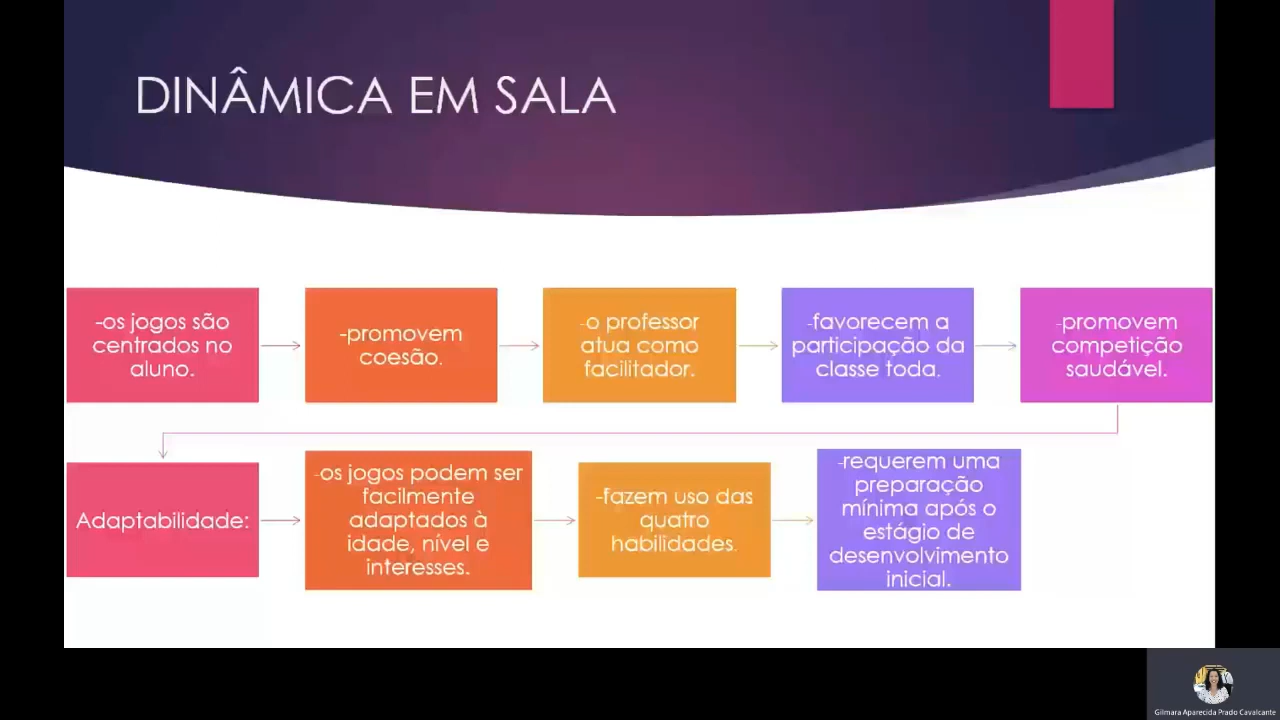 DINÂMICA EM SALA
-os jogos são
centrados no
aluno.
-promovem
coesão.
-o professor
atua como
facilitador.
-favorecem a
participação da
classe toda.
-promovem
competição
saudável.
Adaptabilidade:
-os jogos podem ser
facilmente
adaptados à
idade, nível e
interesses.
-fazem uso das
quatro
habilidades.
-requerem uma
preparação
mínima após o
estágio de
desenvolvimento
inicial.
Gilmara Aparecida Prado Cavalcante